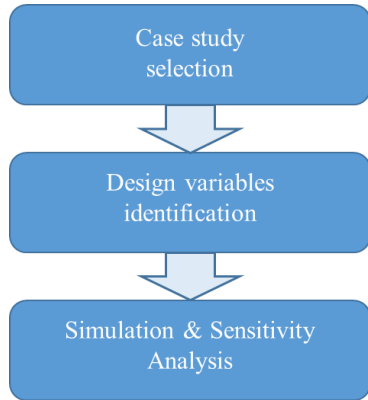 Case study
selection
Design variables
identification
Simulation & Sensitivity
Analysis